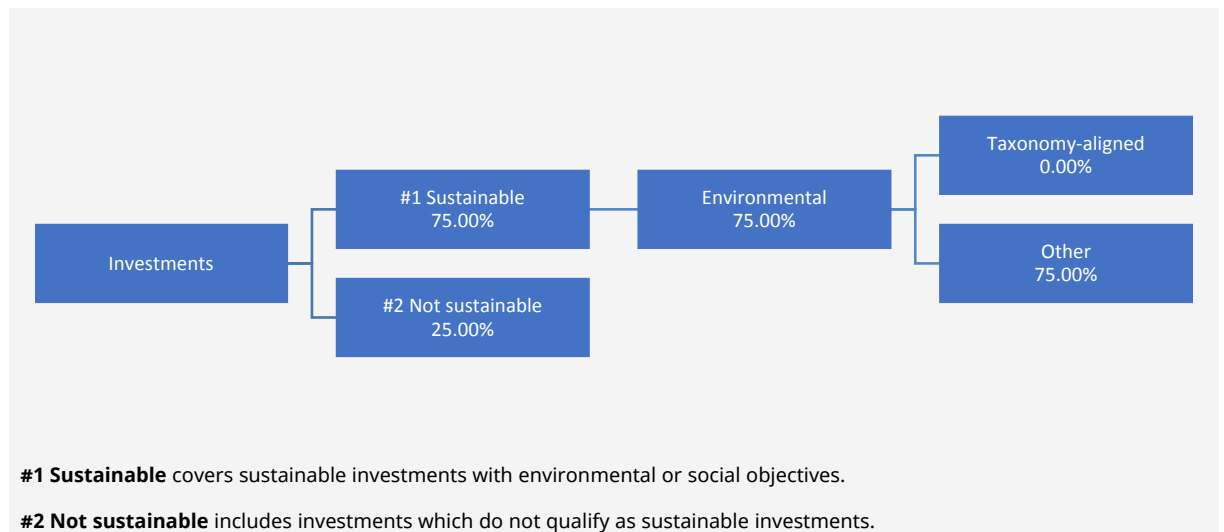 Investments
#1 Sustainable
75.00%
#2 Not sustainable
25.00%
Environmental
75.00%
Taxonomy-aligned
0.00%
Other
75.00%
#1 Sustainable covers sustainable investments with environmental or social objectives.
#2 Not sustainable includes investments which do not qualify as sustainable investments.